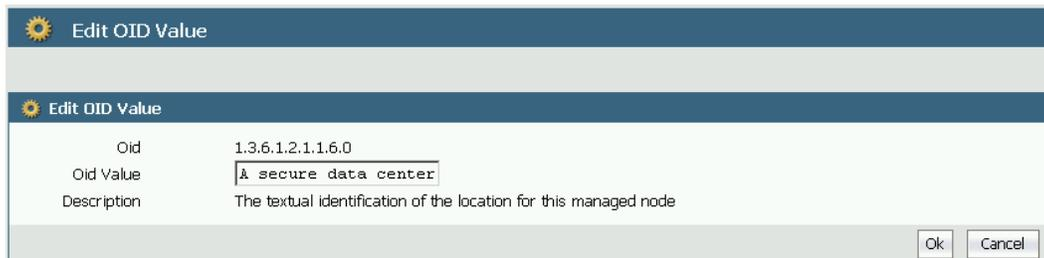 Edit OID Value
Edit OID Value
Oid 1.3.6.1.2.1.1.6.0
Oid Value A secure data center
Description The textual identification of the location for this managed node
Ok Cancel